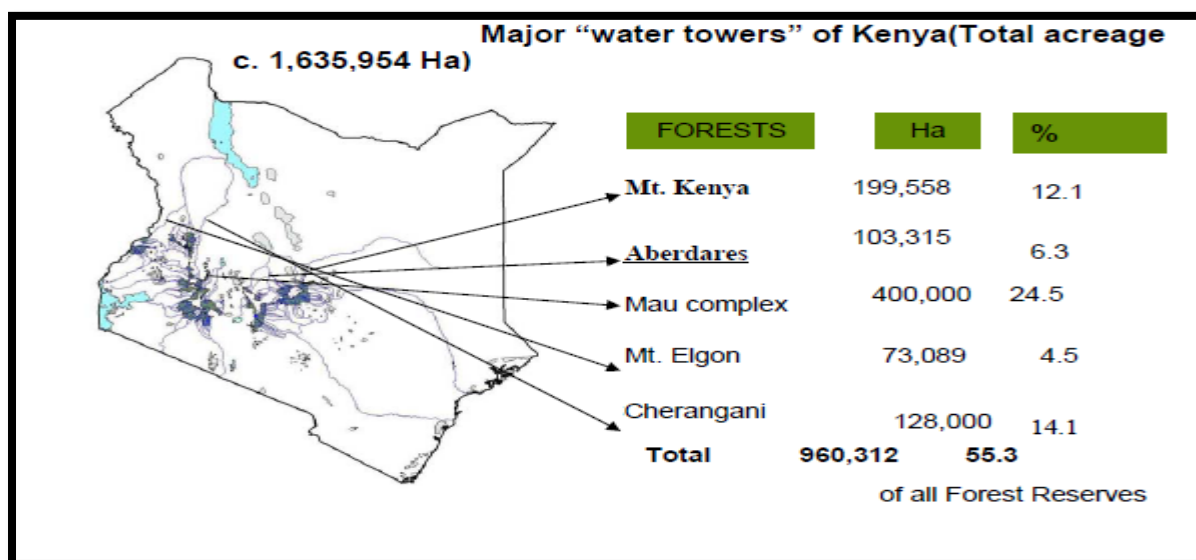 Major “water towers” of Kenya(Total acreage
c. 1,635,954 Ha)
FORESTS Ha %
Mt. Kenya 199,558 12.1
Aberdares 103,315 6.3
Mau complex 400,000 24.5
Mt. Elgon 73,089 4.5
Cherangani 128,000 14.1
Total 960,312 55.3
of all Forest Reserves